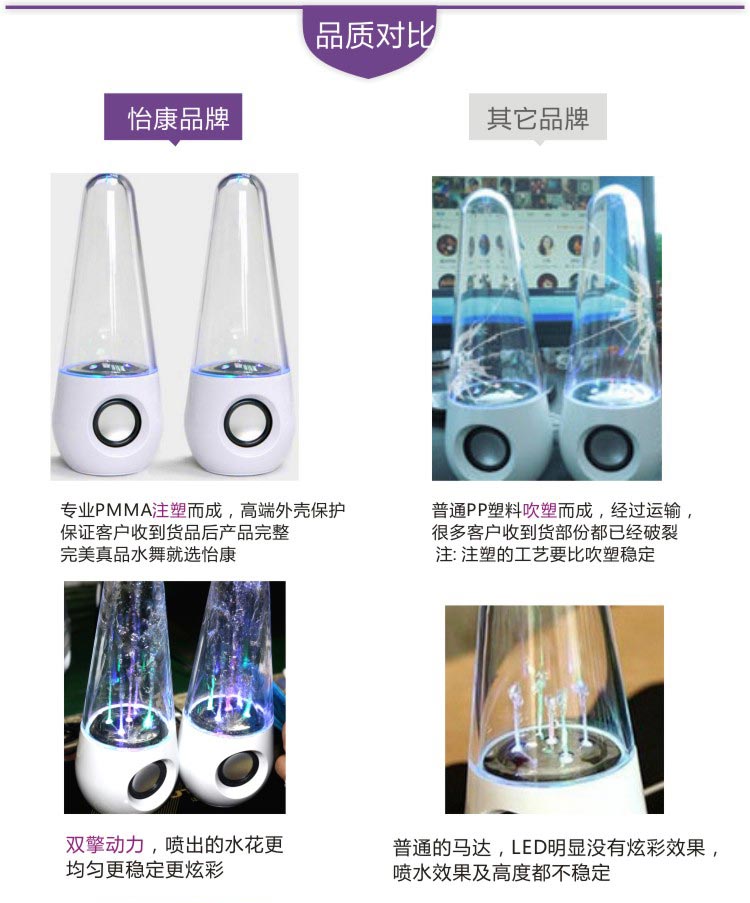 品质对比
怡康品牌
其它品牌
专业PMMA注塑而成，高端外壳保护
保证客户收到货品后产品完整
完美真品水舞就选怡康
普通PP塑料吹塑而成，经过运输，
很多客户收到货部份都已经破裂
注: 注塑的工艺要比吹塑稳定
双擎动力，喷出的水花更
均匀更稳定更炫彩
普通的马达，LED明显没有炫彩效果，
喷水效果及高度都不稳定